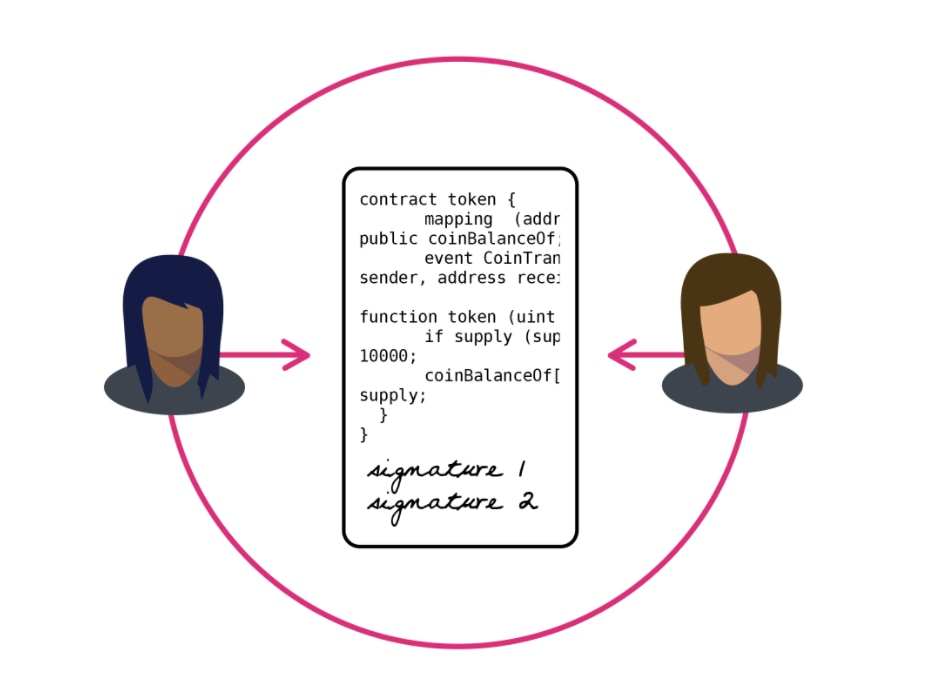 contract token {
mapping (addr
public coinBalanceOf;
event CoinTran
sender, address recei
function token (uint
if supply (sup
10000;
coinBalanceOf[
supply;
}
}
signature 1
signature 2